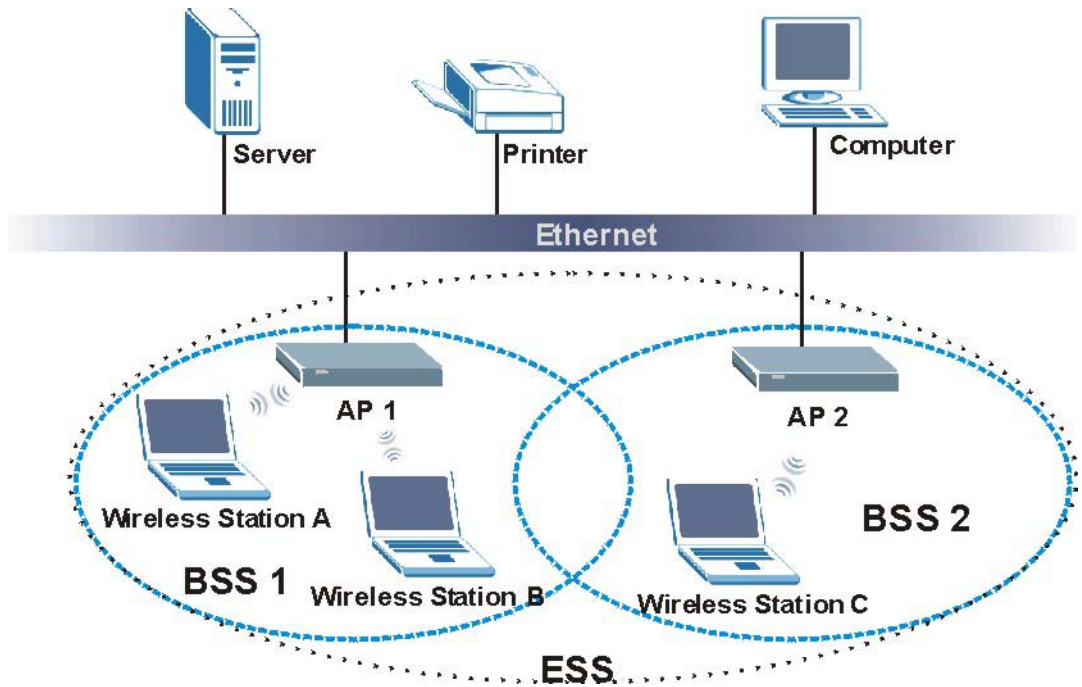 Server
Printer
Computer
Ethernet
AP 1
AP 2
Wireless Station A
BSS 2
BSS 1
Wireless Station B
Wireless Station C
ESS